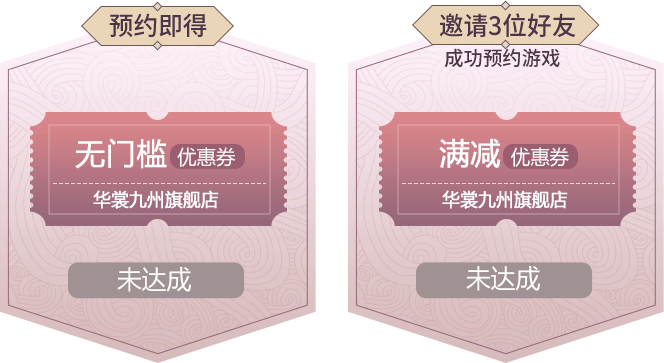 预约即得
无门槛 优惠券
华裳九州旗舰店
未达成
邀请3位好友
成功预约游戏
满减 优惠券
华裳九州旗舰店
未达成